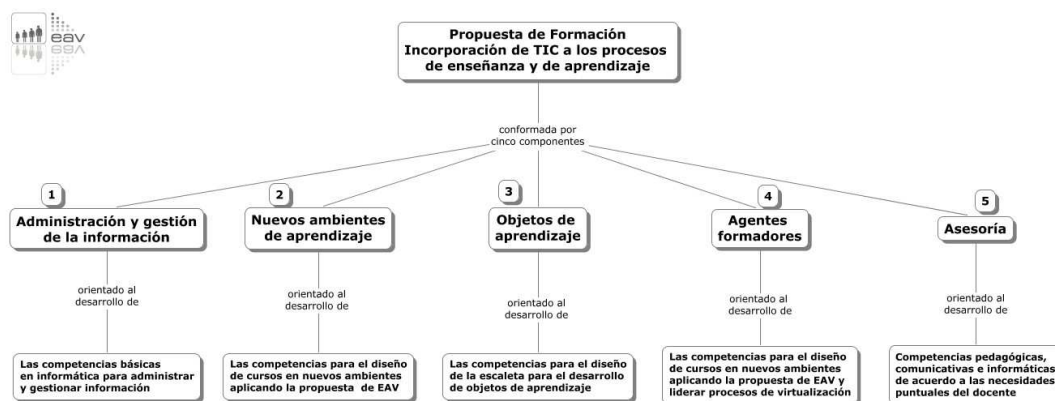 eav
Propuesta de Formación
Incorporación de TIC a los procesos
de enseñanza y de aprendizaje
conformada por
cinco componentes
1
Administración y gestión
de la información
orientado al
desarrollo de
Las competencias básicas
en informática para administrar
y gestionar información
2
Nuevos ambientes
de aprendizaje
orientado al
desarrollo de
Las competencias para el diseño
de cursos en nuevos ambientes
aplicando la propuesta de EAV
3
Objetos de
aprendizaje
orientado al
desarrollo de
Las competencias para el diseño
de la escaleta para el desarrollo
de objetos de aprendizaje
4
Agentes
formadores
orientado al
desarrollo de
Las competencias para el diseño
de cursos en nuevos ambientes
aplicando la propuesta de EAV y
liderar procesos de virtualización
5
Asesoría
orientado al
desarrollo de
Competencias pedagógicas,
comunicativas e informáticas
de acuerdo a las necesidades
puntuales del docente